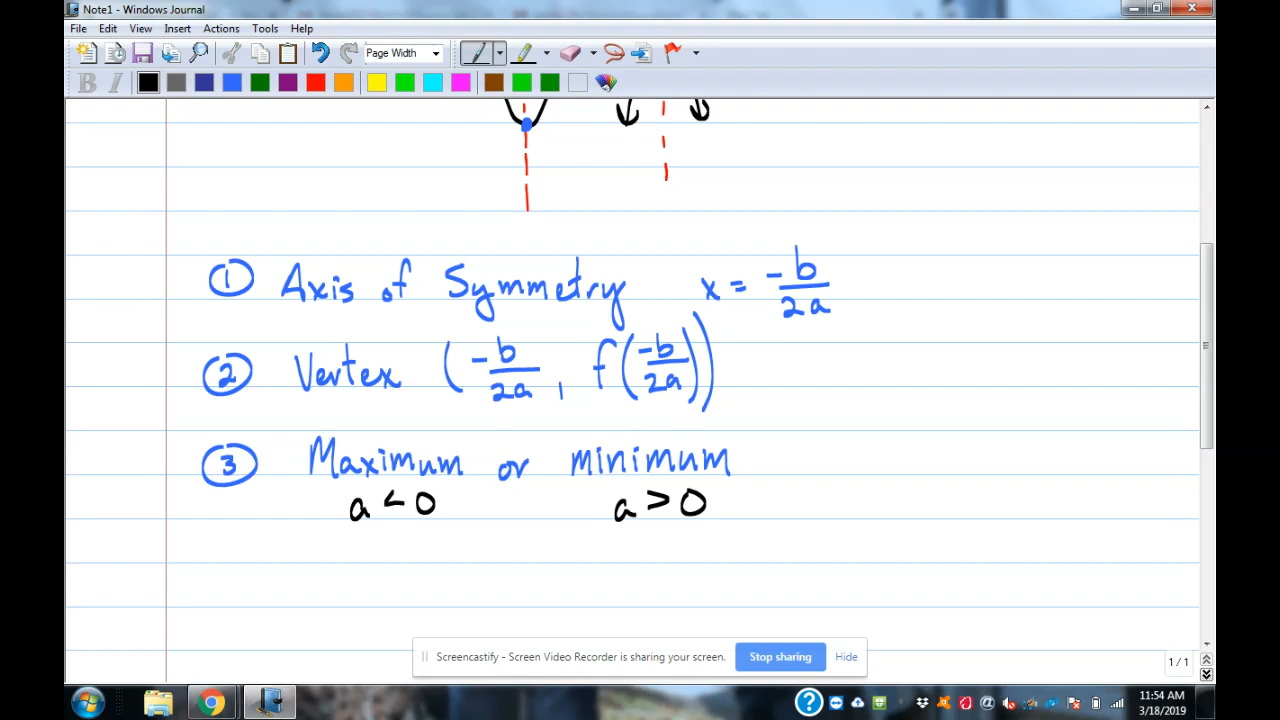 Note1 - Windows Journal
File Edit View Insert Actions Tools Help
Page Width
B I
① Axis of Symmetry x = -b/2a
② Vertex (-b/2a, f(-b/2a))
③ Maximum or minimum
a < 0 a > 0
Screencastify - Screen Video Recorder is sharing your screen. Stop sharing Hide
1 / 1
11:54 AM
3/18/2019